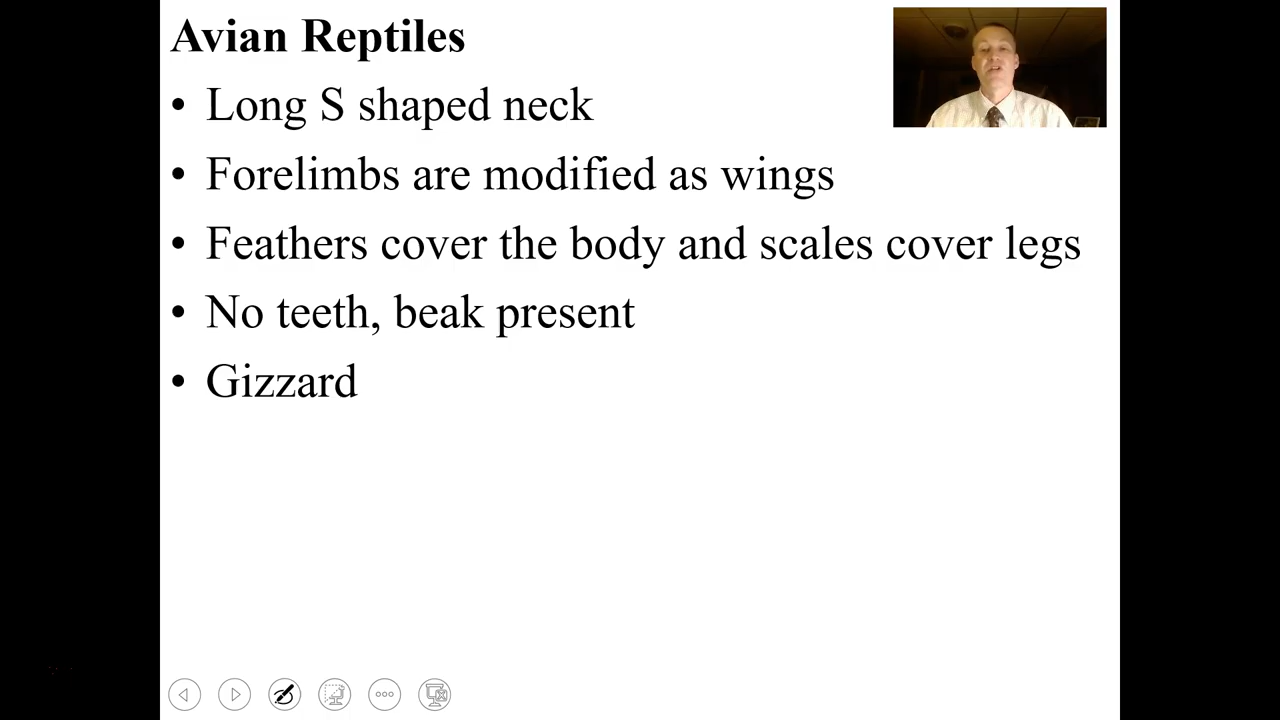 Avian Reptiles
• Long S shaped neck
• Forelimbs are modified as wings
• Feathers cover the body and scales cover legs
• No teeth, beak present
• Gizzard